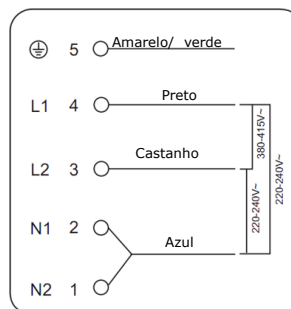 5 Amarelo/ verde
L1 4 Preto
L2 3 Castanho
N1 2
Azul
N2 1
380-415V~
220-240V~
220-240V~